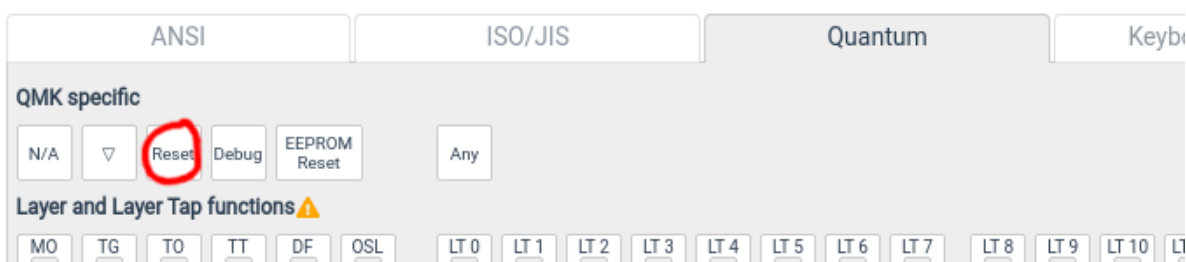 ANSI ISO/JIS Quantum Keybo
QMK specific
N/A ▽ Reset Debug EEPROM Reset Any
Layer and Layer Tap functions
MO TG TO TT DF OSL LT 0 LT 1 LT 2 LT 3 LT 4 LT 5 LT 6 LT 7 LT 8 LT 9 LT 10 LT